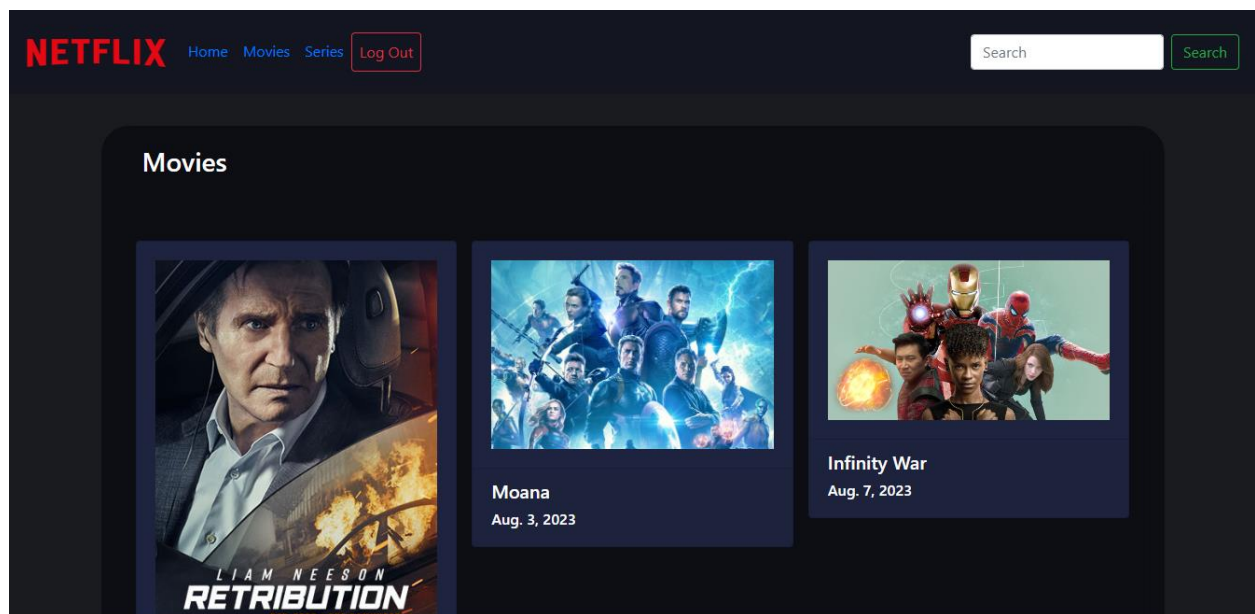 NETFLIX Home Movies Series Log Out Search Search
Movies
LIAM NEESON
RETRIBUTION
Moana
Aug. 3, 2023
Infinity War
Aug. 7, 2023